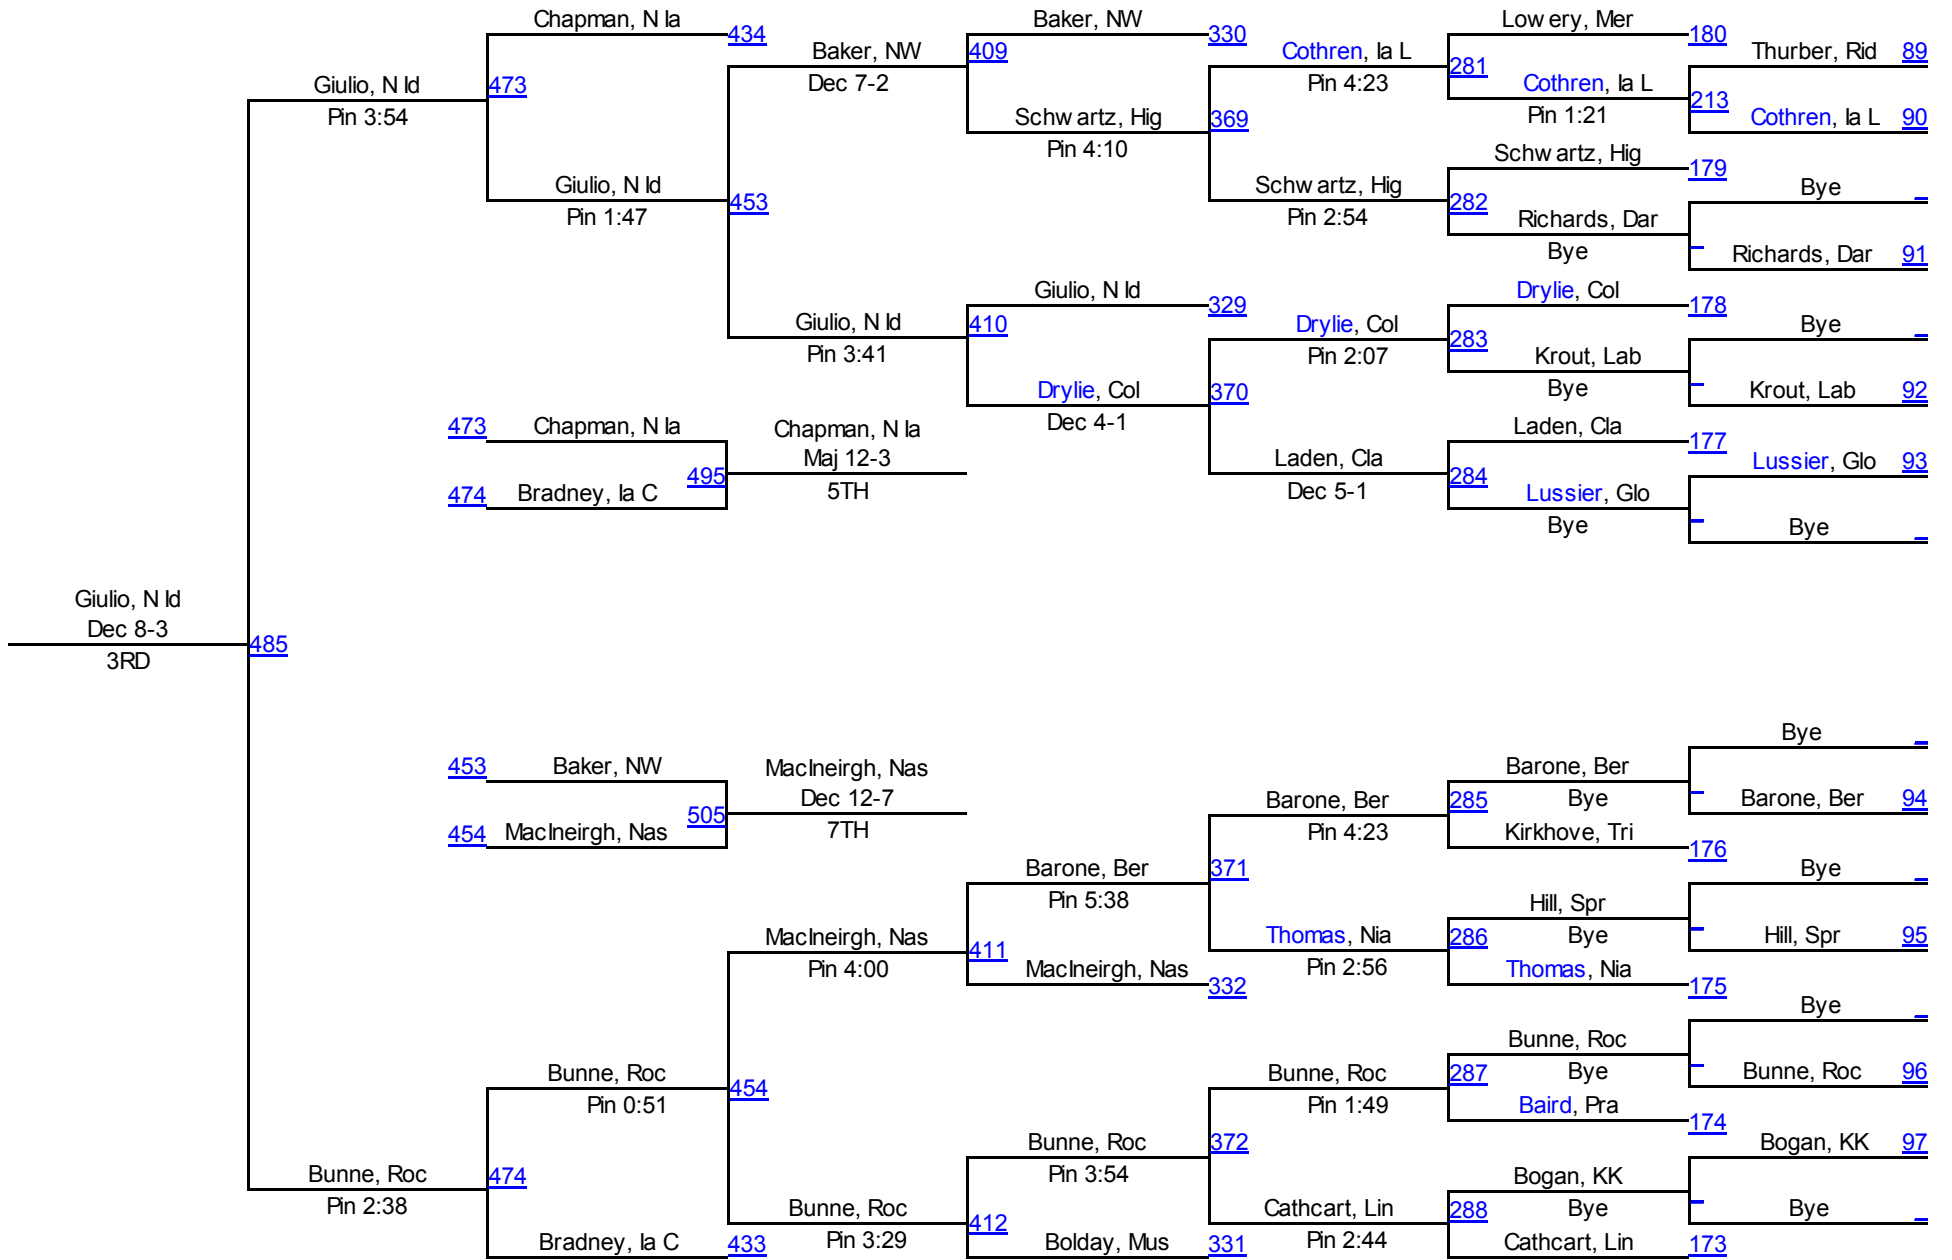 Chapman, N Ia
434
Baker, NW
330
Lowery, Mer
180
Baker, NW
409
Dec 7-2
Cothren, Ia L
281
Pin 4:23
Thurber, Rid 89
Giulio, N Id
473
Pin 3:54
Cothren, Ia L
213
Pin 1:21
Schwartz, Hig
369
Pin 4:10
Cothren, Ia L 90
Schwartz, Hig
179
Giulio, N Id
453
Pin 1:47
Schwartz, Hig
282
Pin 2:54
Bye
Richards, Dar
Bye
Richards, Dar 91
Giulio, N Id
329
Drylie, Col
178
Giulio, N Id
410
Pin 3:41
Drylie, Col
283
Pin 2:07
Bye
Krout, Lab
Bye
Drylie, Col
370
Dec 4-1
Krout, Lab 92
473 Chapman, N Ia
Chapman, N Ia
Maj 12-3
495
5TH
474 Bradney, Ia C
Laden, Cla
177
Laden, Cla
284
Dec 5-1
Lussier, Glo 93
Lussier, Glo
Bye
Bye
Giulio, N Id
Dec 8-3
485
3RD
Bye
453 Baker, NW
MacIneirgh, Nas
Dec 12-7
505
7TH
454 MacIneirgh, Nas
Barone, Ber
Bye
Barone, Ber
285
Pin 4:23
Barone, Ber 94
Kirkhove, Tri
176
Barone, Ber
371
Pin 5:38
Bye
Hill, Spr
Bye
MacIneirgh, Nas
411
Pin 4:00
Thomas, Nia
286
Pin 2:56
Hill, Spr 95
MacIneirgh, Nas
332
Thomas, Nia
175
Bye
Bunne, Roc
Bye
Bunne, Roc
454
Pin 0:51
Bunne, Roc
287
Pin 1:49
Bunne, Roc 96
Baird, Pra
174
Bunne, Roc
372
Pin 3:54
Bogan, KK 97
Bunne, Roc
474
Pin 2:38
Bogan, KK
Bye
Bunne, Roc
412
Pin 3:29
Cathcart, Lin
288
Pin 2:44
Bye
Bradney, Ia C
433
Bolday, Mus
331
Cathcart, Lin
173